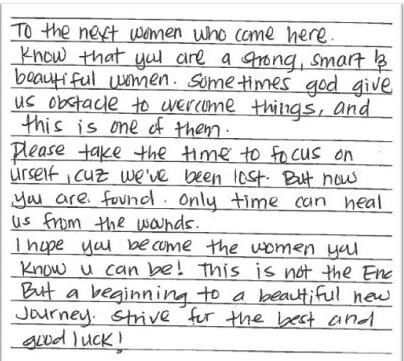 To the next women who come here.
Know that you are a strong, smart &
beautiful women. Sometimes god give
us obstacle to overcome things, and
this is one of them.
Please take the time to focus on
urself, cuz we've been lost. But now
you are found. Only time can heal
us from the wounds.
I hope you become the women you
know u can be! This is not the End
But a beginning to a beautiful new
Journey. Strive for the best and
good luck!